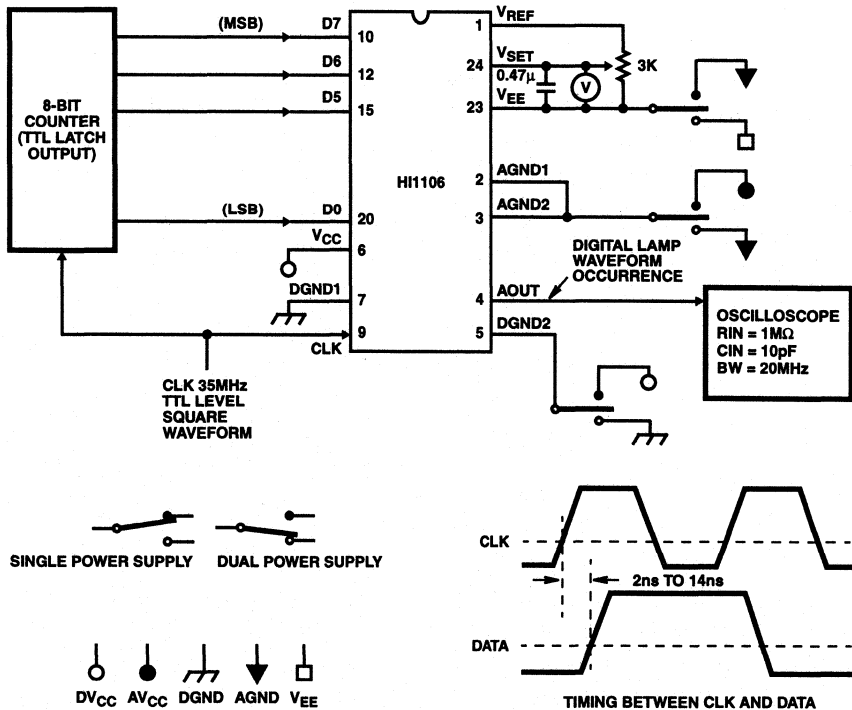 8-BIT
COUNTER
(TTL LATCH
OUTPUT)
(MSB)
D7
10
D6
12
D5
15
(LSB)
D0
20
VCC
6
DGND1
7
9
CLK
CLK 35MHz
TTL LEVEL
SQUARE
WAVEFORM
HI1106
1
VREF
24
VSET
0.47μ
V
3K
23
VEE
2
AGND1
3
AGND2
DIGITAL LAMP
WAVEFORM
OCCURRENCE
4
AOUT
5
DGND2
OSCILLOSCOPE
RIN = 1MΩ
CIN = 10pF
BW = 20MHz
SINGLE POWER SUPPLY
DUAL POWER SUPPLY
DVCC
AVCC
DGND
AGND
VEE
CLK
2ns TO 14ns
DATA
TIMING BETWEEN CLK AND DATA